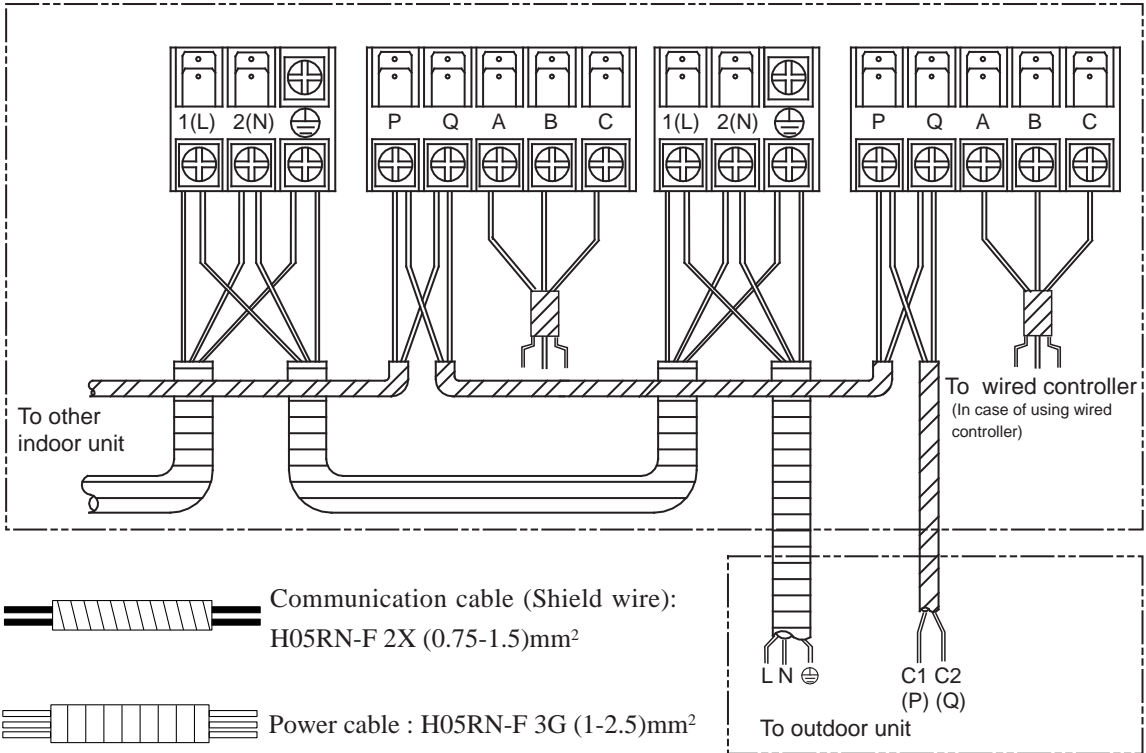 1(L) 2(N) P Q A B C 1(L) 2(N) P Q A B C
To other
indoor unit
To wired controller
(In case of using wired
controller)
Communication cable (Shield wire):
H05RN-F 2X (0.75-1.5)mm²
Power cable : H05RN-F 3G (1-2.5)mm²
L N
C1 C2
(P) (Q)
To outdoor unit